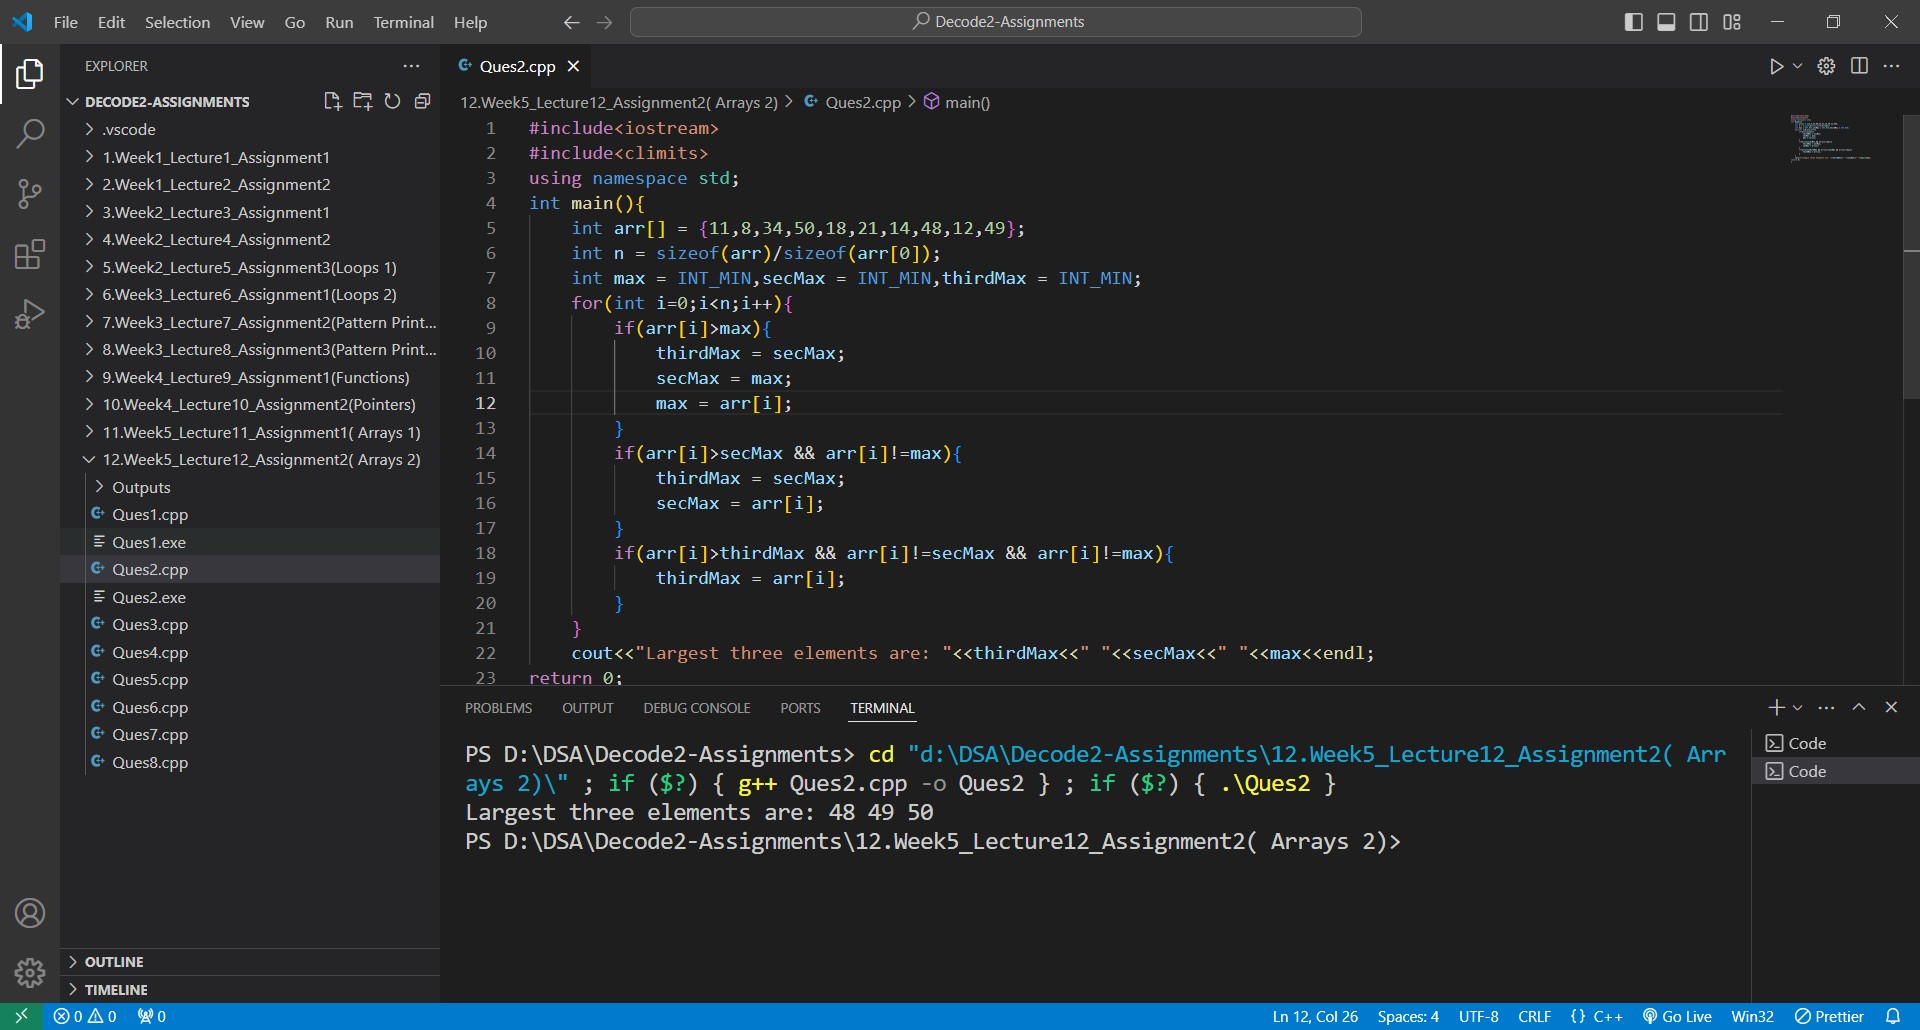 File Edit Selection View Go Run Terminal Help
Decode2-Assignments
EXPLORER
DECODE2-ASSIGNMENTS
.vscode
1.Week1_Lecture1_Assignment1
2.Week1_Lecture2_Assignment2
3.Week2_Lecture3_Assignment1
4.Week2_Lecture4_Assignment2
5.Week2_Lecture5_Assignment3(Loops 1)
6.Week3_Lecture6_Assignment1(Loops 2)
7.Week3_Lecture7_Assignment2(Pattern Print...
8.Week3_Lecture8_Assignment3(Pattern Print...
9.Week4_Lecture9_Assignment1(Functions)
10.Week4_Lecture10_Assignment2(Pointers)
11.Week5_Lecture11_Assignment1( Arrays 1)
12.Week5_Lecture12_Assignment2( Arrays 2)
Outputs
Ques1.cpp
Ques1.exe
Ques2.cpp
Ques2.exe
Ques3.cpp
Ques4.cpp
Ques5.cpp
Ques6.cpp
Ques7.cpp
Ques8.cpp
OUTLINE
TIMELINE
Ques2.cpp
12.Week5_Lecture12_Assignment2( Arrays 2) > Ques2.cpp > main()
1 #include<iostream>
2 #include<climits>
3 using namespace std;
4 int main(){
5 int arr[] = {11,8,34,50,18,21,14,48,12,49};
6 int n = sizeof(arr)/sizeof(arr[0]);
7 int max = INT_MIN,secMax = INT_MIN,thirdMax = INT_MIN;
8 for(int i=0;i<n;i++){
9 if(arr[i]>max){
10 thirdMax = secMax;
11 secMax = max;
12 max = arr[i];
13 }
14 if(arr[i]>secMax && arr[i]!=max){
15 thirdMax = secMax;
16 secMax = arr[i];
17 }
18 if(arr[i]>thirdMax && arr[i]!=secMax && arr[i]!=max){
19 thirdMax = arr[i];
20 }
21 }
22 cout<<"Largest three elements are: "<<thirdMax<<" "<<secMax<<" "<<max<<endl;
23 return 0;
PROBLEMS OUTPUT DEBUG CONSOLE PORTS TERMINAL
PS D:\DSA\Decode2-Assignments> cd "d:\DSA\Decode2-Assignments\12.Week5_Lecture12_Assignment2( Arr
ays 2)\" ; if ($?) { g++ Ques2.cpp -o Ques2 } ; if ($?) { .\Ques2 }
Largest three elements are: 48 49 50
PS D:\DSA\Decode2-Assignments\12.Week5_Lecture12_Assignment2( Arrays 2)>
Code
Code
0 0 0 Ln 12, Col 26 Spaces: 4 UTF-8 CRLF {} C++ Go Live Win32 Prettier